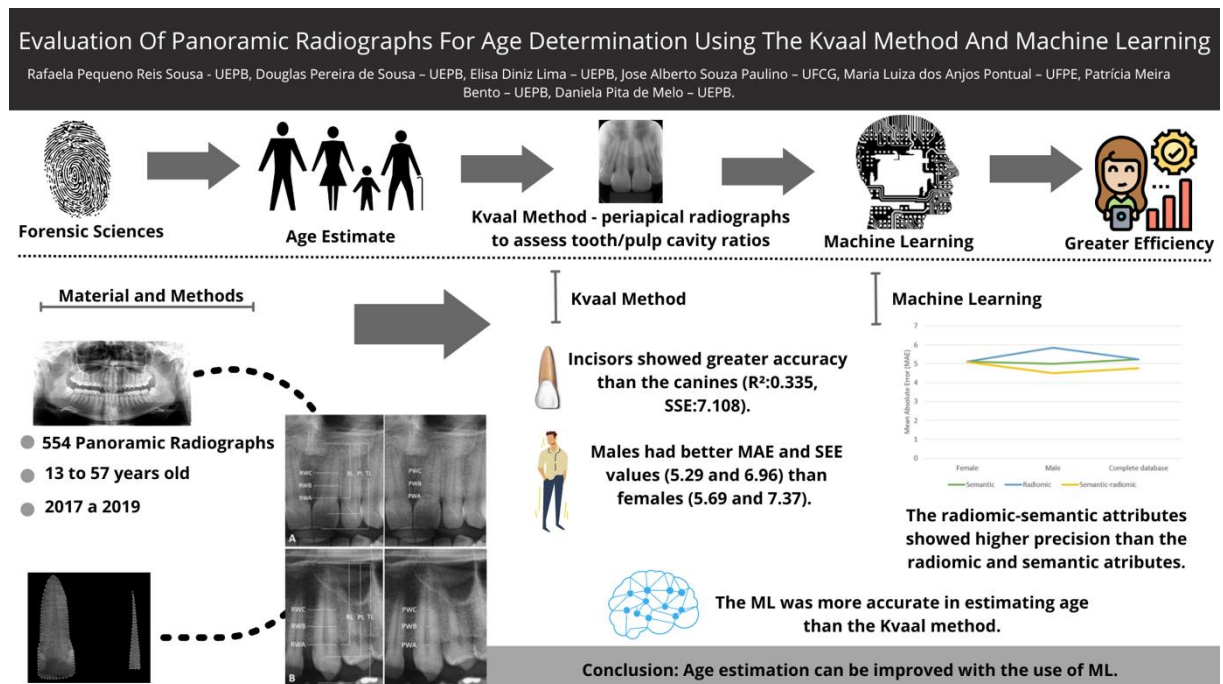 Evaluation Of Panoramic Radiographs For Age Determination Using The Kvaal Method And Machine Learning
Rafaela Pequeno Reis Sousa - UEPB, Douglas Pereira de Sousa – UEPB, Elisa Diniz Lima – UEPB, Jose Alberto Souza Paulino – UFCG, Maria Luiza dos Anjos Pontual – UFPE, Patrícia Meira
Bento – UEPB, Daniela Pita de Melo – UEPB.
Forensic Sciences
Age Estimate
Kvaal Method - periapical radiographs
to assess tooth/pulp cavity ratios
Machine Learning
Greater Efficiency
Material and Methods
554 Panoramic Radiographs
13 to 57 years old
2017 a 2019
RWC
RWB
RWA
RL PL TL
PWC
PWB
PWA
A
RWC
RWB
RWA
RL PL TL
PWC
PWB
PWA
B
Kvaal Method
Incisors showed greater accuracy
than the canines (R²:0.335,
SSE:7.108).
Males had better MAE and SEE
values (5.29 and 6.96) than
females (5.69 and 7.37).
Machine Learning
Mean Absolute Error (MAE)
7
6
5
4
3
2
1
0
Female Male Complete database
Semantic Radiomic Semantic-radiomic
The radiomic-semantic attributes
showed higher precision than the
radiomic and semantic atributes.
The ML was more accurate in estimating age
than the Kvaal method.
Conclusion: Age estimation can be improved with the use of ML.